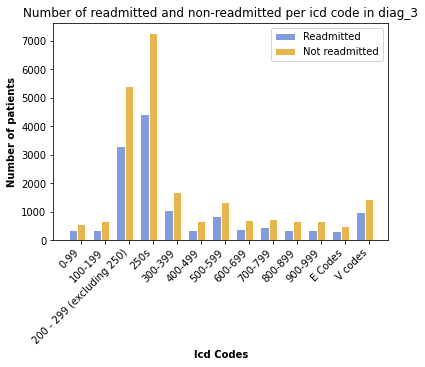 Number of readmitted and non-readmitted per icd code in diag_3
Readmitted
Not readmitted
Number of patients
7000
6000
5000
4000
3000
2000
1000
0
0-99
100-199
200 - 299 (excluding 250)
250s
300-399
400-499
500-599
600-699
700-799
800-899
900-999
E Codes
V codes
Icd Codes